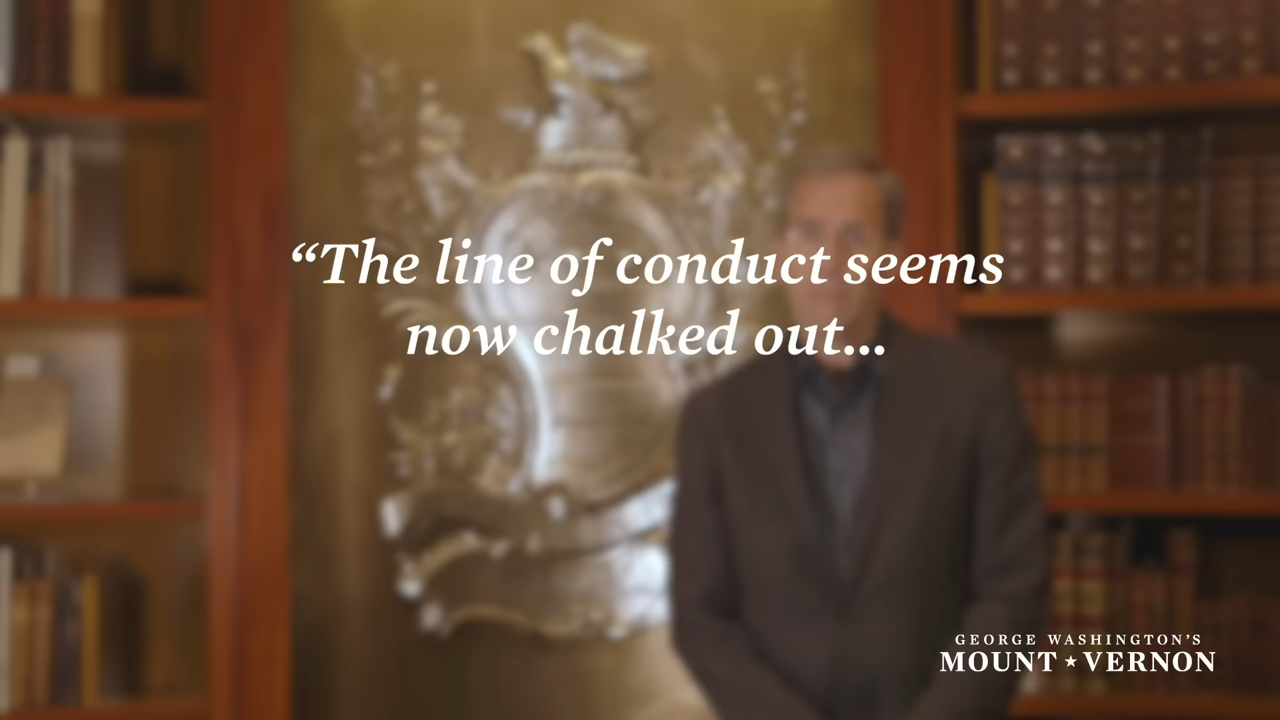 “The line of conduct seems
now chalked out...
GEORGE WASHINGTON’S
MOUNT★VERNON